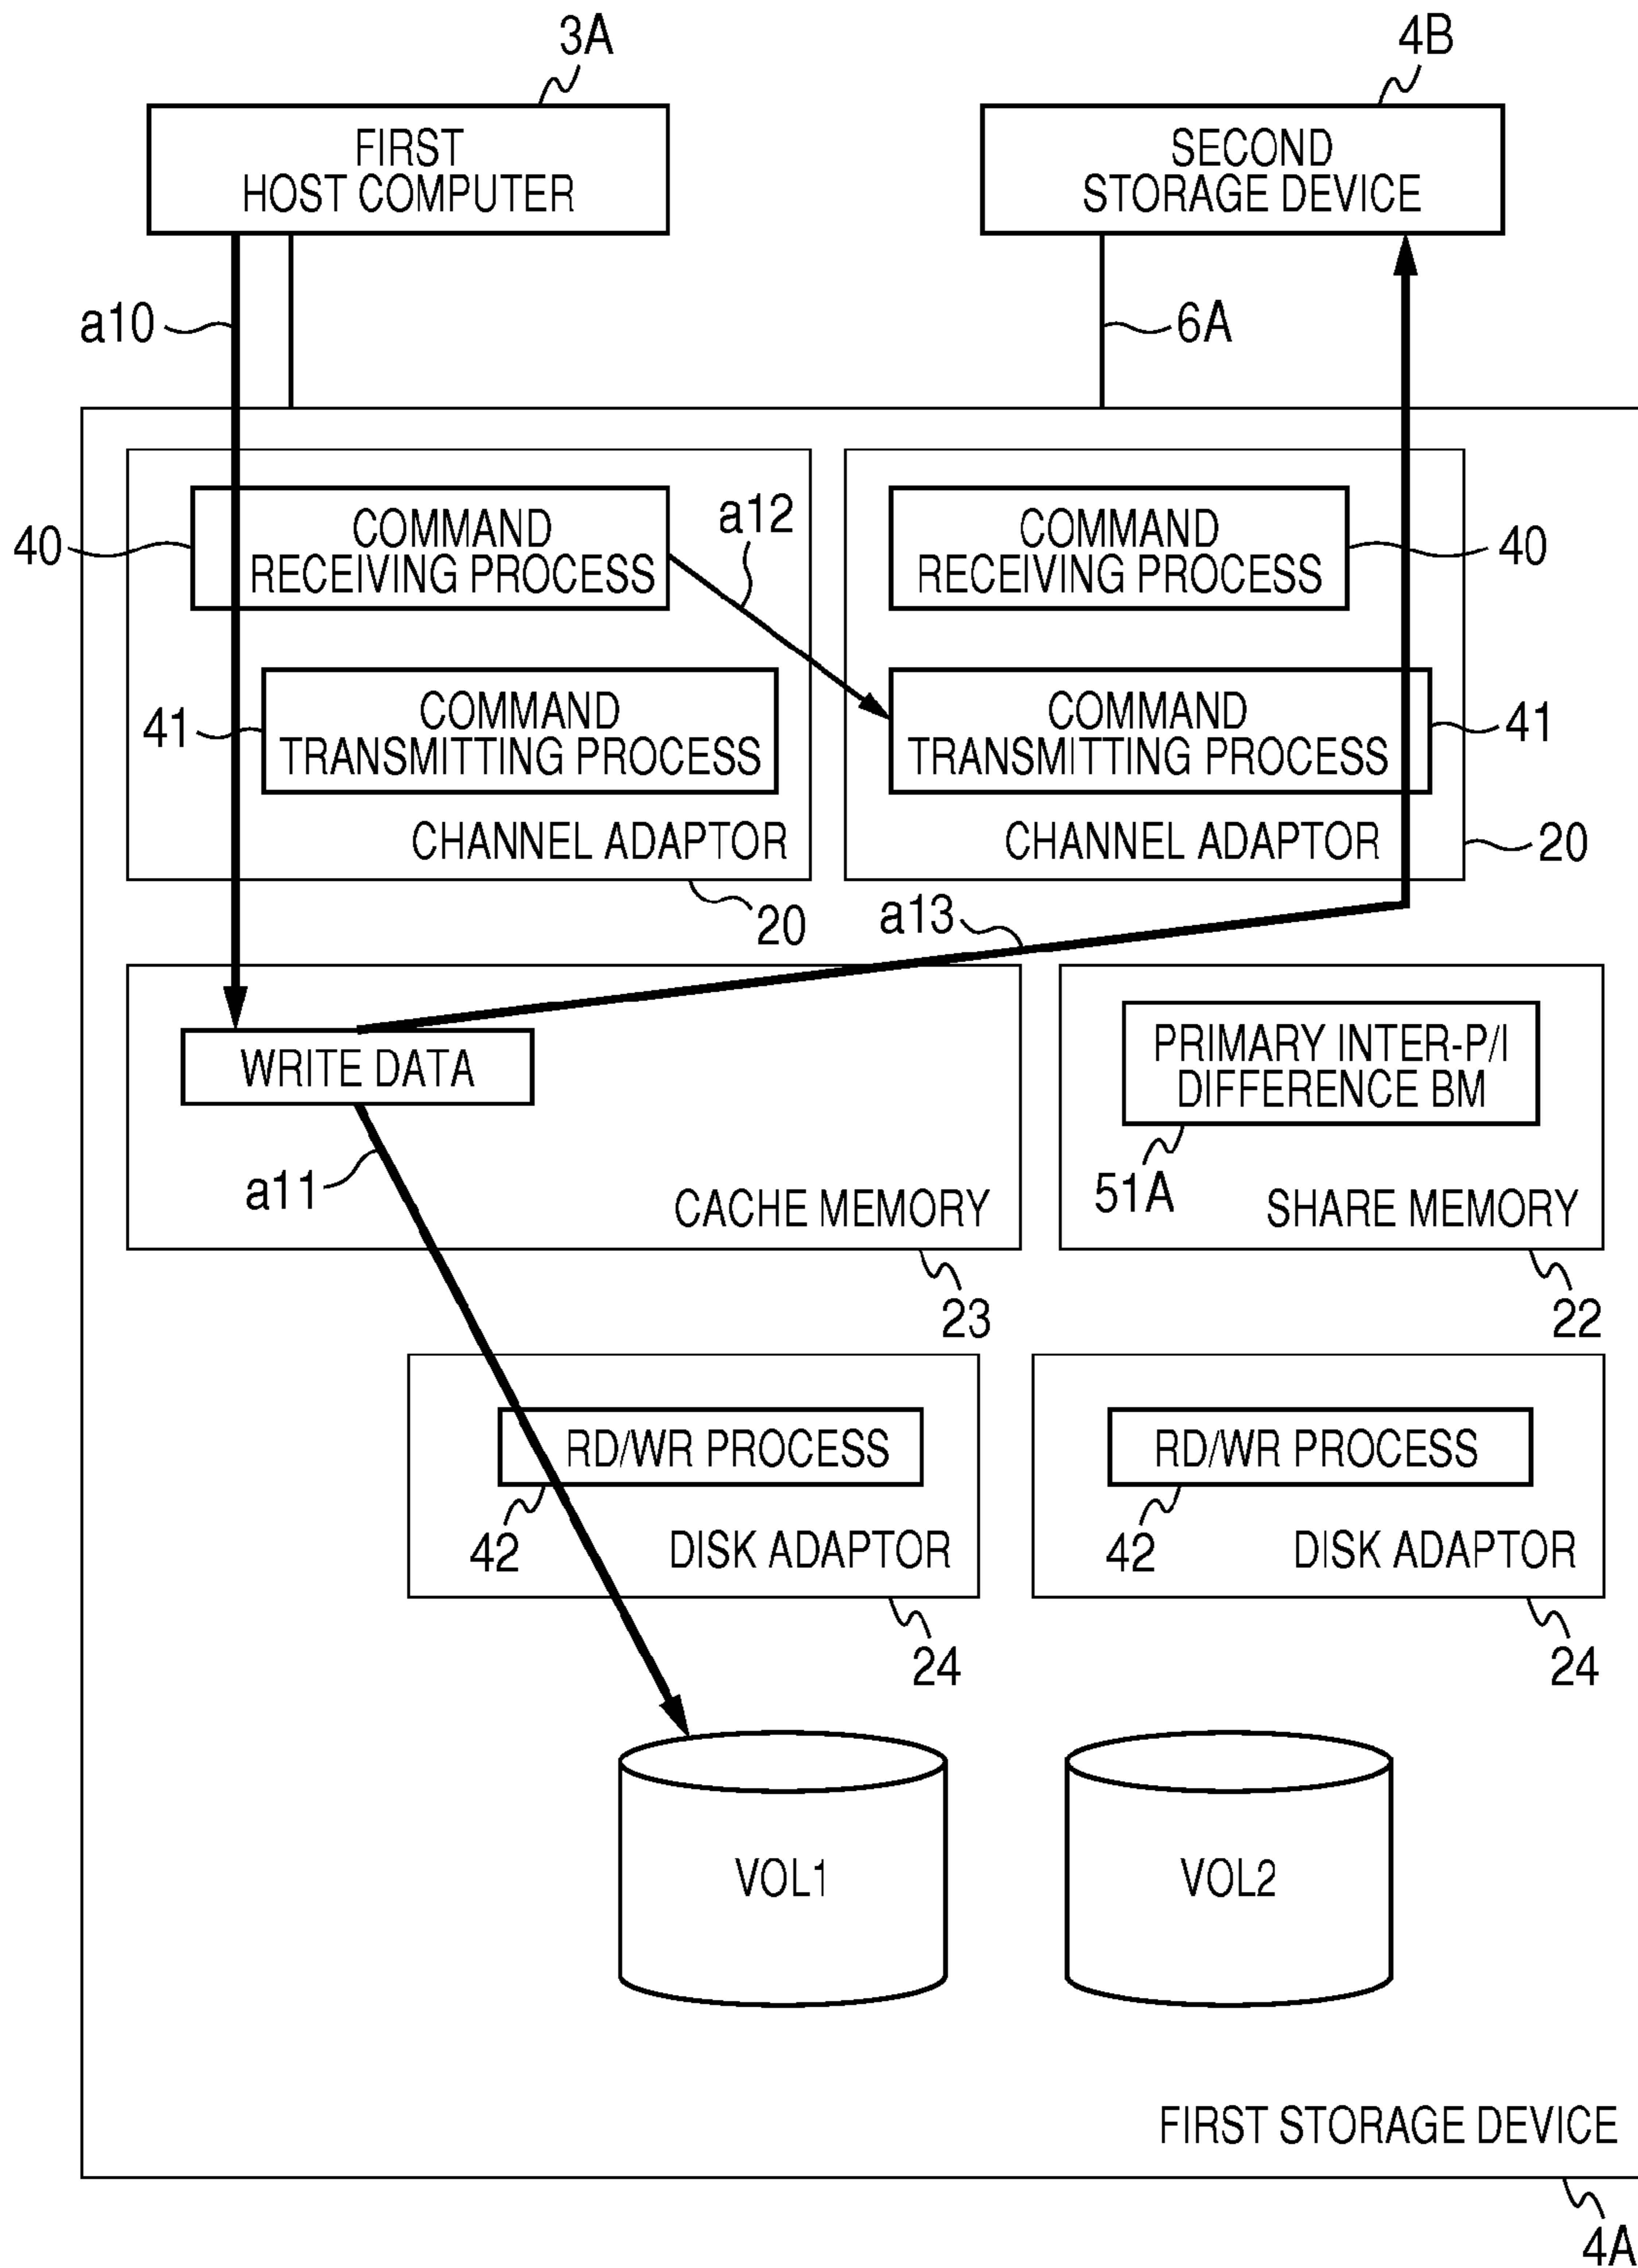 3A
4B
FIRST
HOST COMPUTER
SECOND
STORAGE DEVICE
a10
6A
COMMAND
RECEIVING PROCESS
a12
COMMAND
RECEIVING PROCESS
40
40
COMMAND
TRANSMITTING PROCESS
COMMAND
TRANSMITTING PROCESS
41
41
CHANNEL ADAPTOR
CHANNEL ADAPTOR
20
20
a13
WRITE DATA
PRIMARY INTER-P/I
DIFFERENCE BM
a11
51A
CACHE MEMORY
SHARE MEMORY
23
22
RD/WR PROCESS
RD/WR PROCESS
42
DISK ADAPTOR
42
DISK ADAPTOR
24
24
VOL1
VOL2
FIRST STORAGE DEVICE
4A